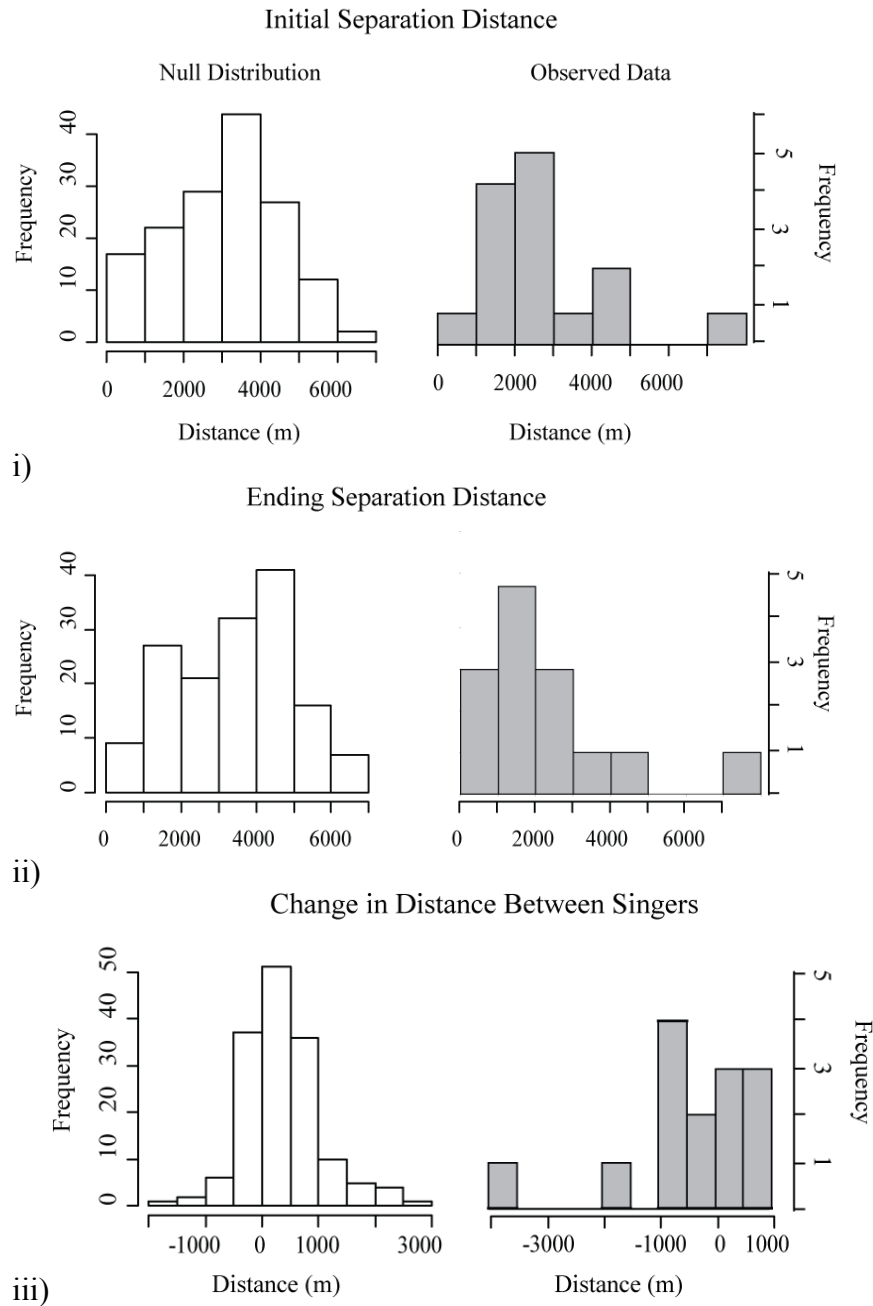 Initial Separation Distance
Null Distribution
Observed Data
Frequency
0
10
20
30
40
0 2000 4000 6000
Distance (m)
Frequency
1
3
5
0 2000 4000 6000
Distance (m)
i)
Ending Separation Distance
Frequency
0
10
20
30
40
0 2000 4000 6000
Frequency
1
3
5
0 2000 4000 6000
ii)
Change in Distance Between Singers
Frequency
0
10
20
30
40
50
-1000 0 1000 3000
Distance (m)
Frequency
1
3
5
-3000 -1000 0 1000
Distance (m)
iii)